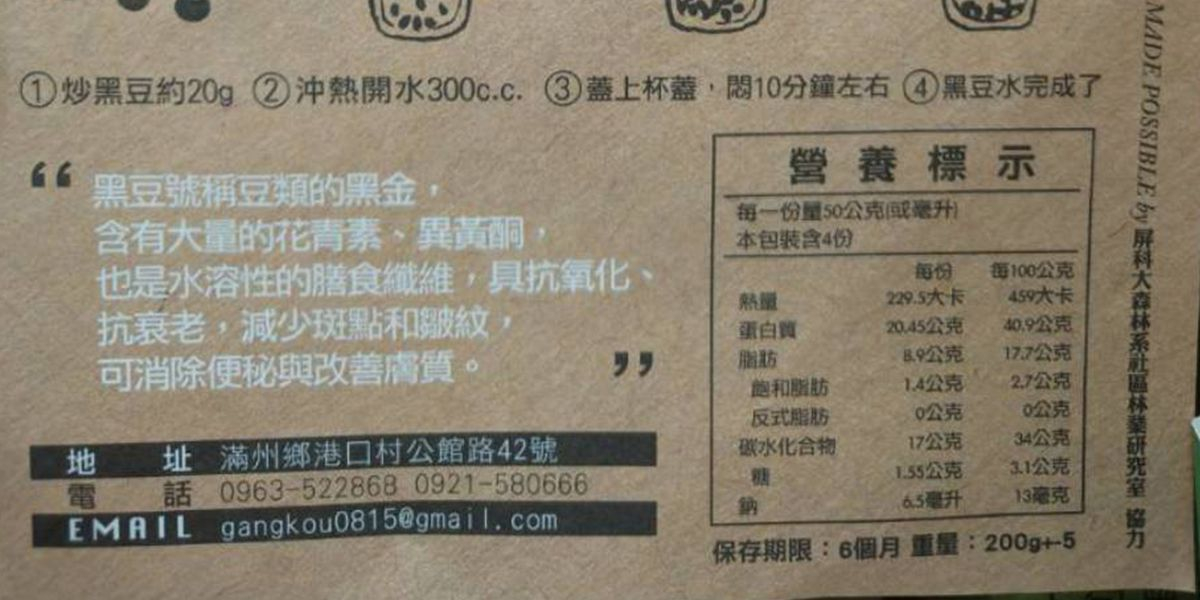 ①炒黑豆約20g ②沖熱開水300c.c. ③蓋上杯蓋，悶10分鐘左右 ④黑豆水完成了
“黑豆號稱豆類的黑金，
含有大量的花青素、異黃酮，
也是水溶性的膳食纖維，具抗氧化、
抗衰老，減少斑點和皺紋，
可消除便秘與改善膚質。”
地 址 滿州鄉港口村公館路42號
電 話 0963-522868 0921-580666
EMAIL gangkou0815@gmail.com
營養標示
每一份量50公克(或毫升)
本包裝含4份
每份 每100公克
熱量 229.5大卡 459大卡
蛋白質 20.45公克 40.9公克
脂肪 8.9公克 17.7公克
飽和脂肪 1.4公克 2.7公克
反式脂肪 0公克 0公克
碳水化合物 17公克 34公克
糖 1.55公克 3.1公克
鈉 6.5毫升 13毫克
保存期限：6個月 重量：200g+-5
MADE POSSIBLE by 屏科大森林系社區林業研究室 協力